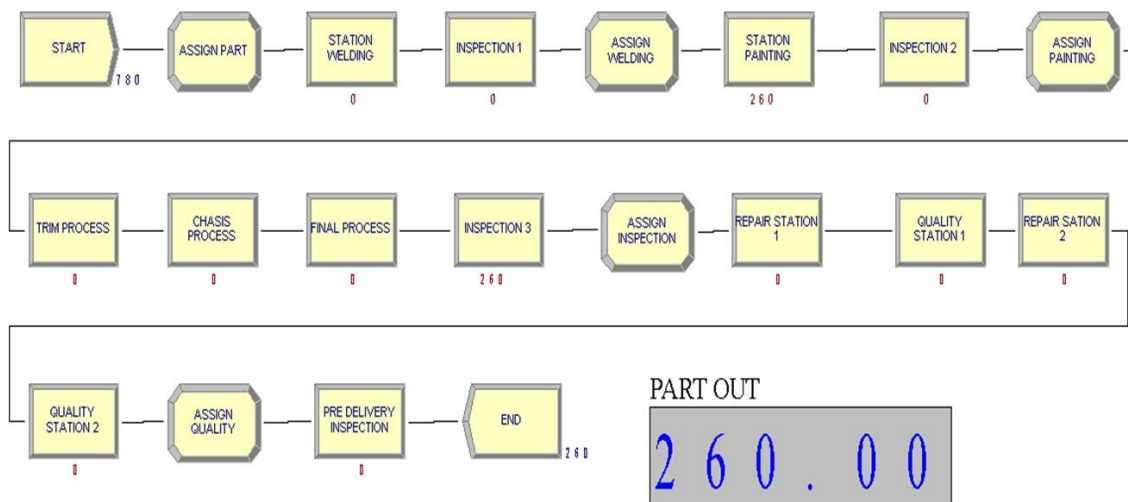 START
780
ASSIGN PART
STATION
WELDING
0
INSPECTION 1
0
ASSIGN
WELDING
STATION
PAINTING
260
INSPECTION 2
0
ASSIGN
PAINTING
TRIM PROCESS
0
CHASIS
PROCESS
0
FINAL PROCESS
0
INSPECTION 3
260
ASSIGN
INSPECTION
REPAIR STATION
1
0
QUALITY
STATION 1
0
REPAIR SATION
2
0
QUALITY
STATION 2
0
ASSIGN
QUALITY
PRE DELIVERY
INSPECTION
0
END
260
PART OUT
260.00